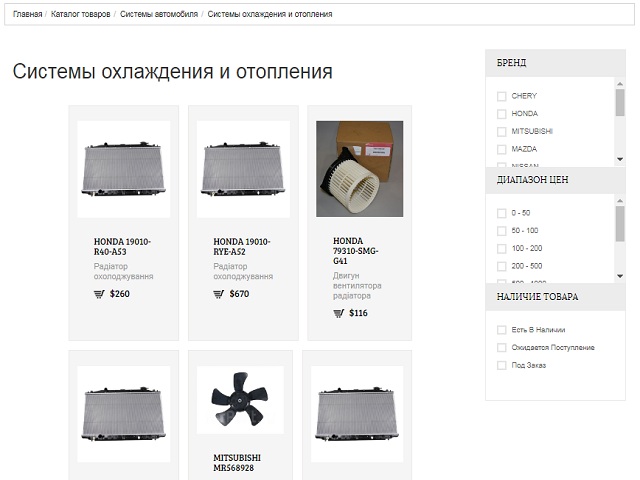 Главная / Каталог товаров / Системы автомобиля / Системы охлаждения и отопления
Системы охлаждения и отопления
HONDA 19010-
R40-A53
Радіатор
охолоджування
$260
HONDA 19010-
RYE-A52
Радіатор
охолоджування
$670
HONDA
79310-SMG-
G41
Двигун
вентилятора
радіатора
$116
MITSUBISHI
MR568928
БРЕНД
CHERY
HONDA
MITSUBISHI
MAZDA
NISSAN
ДИАПАЗОН ЦЕН
0 - 50
50 - 100
100 - 200
200 - 500
500 - 1000
НАЛИЧИЕ ТОВАРА
Есть В Наличии
Ожидается Поступление
Под Заказ